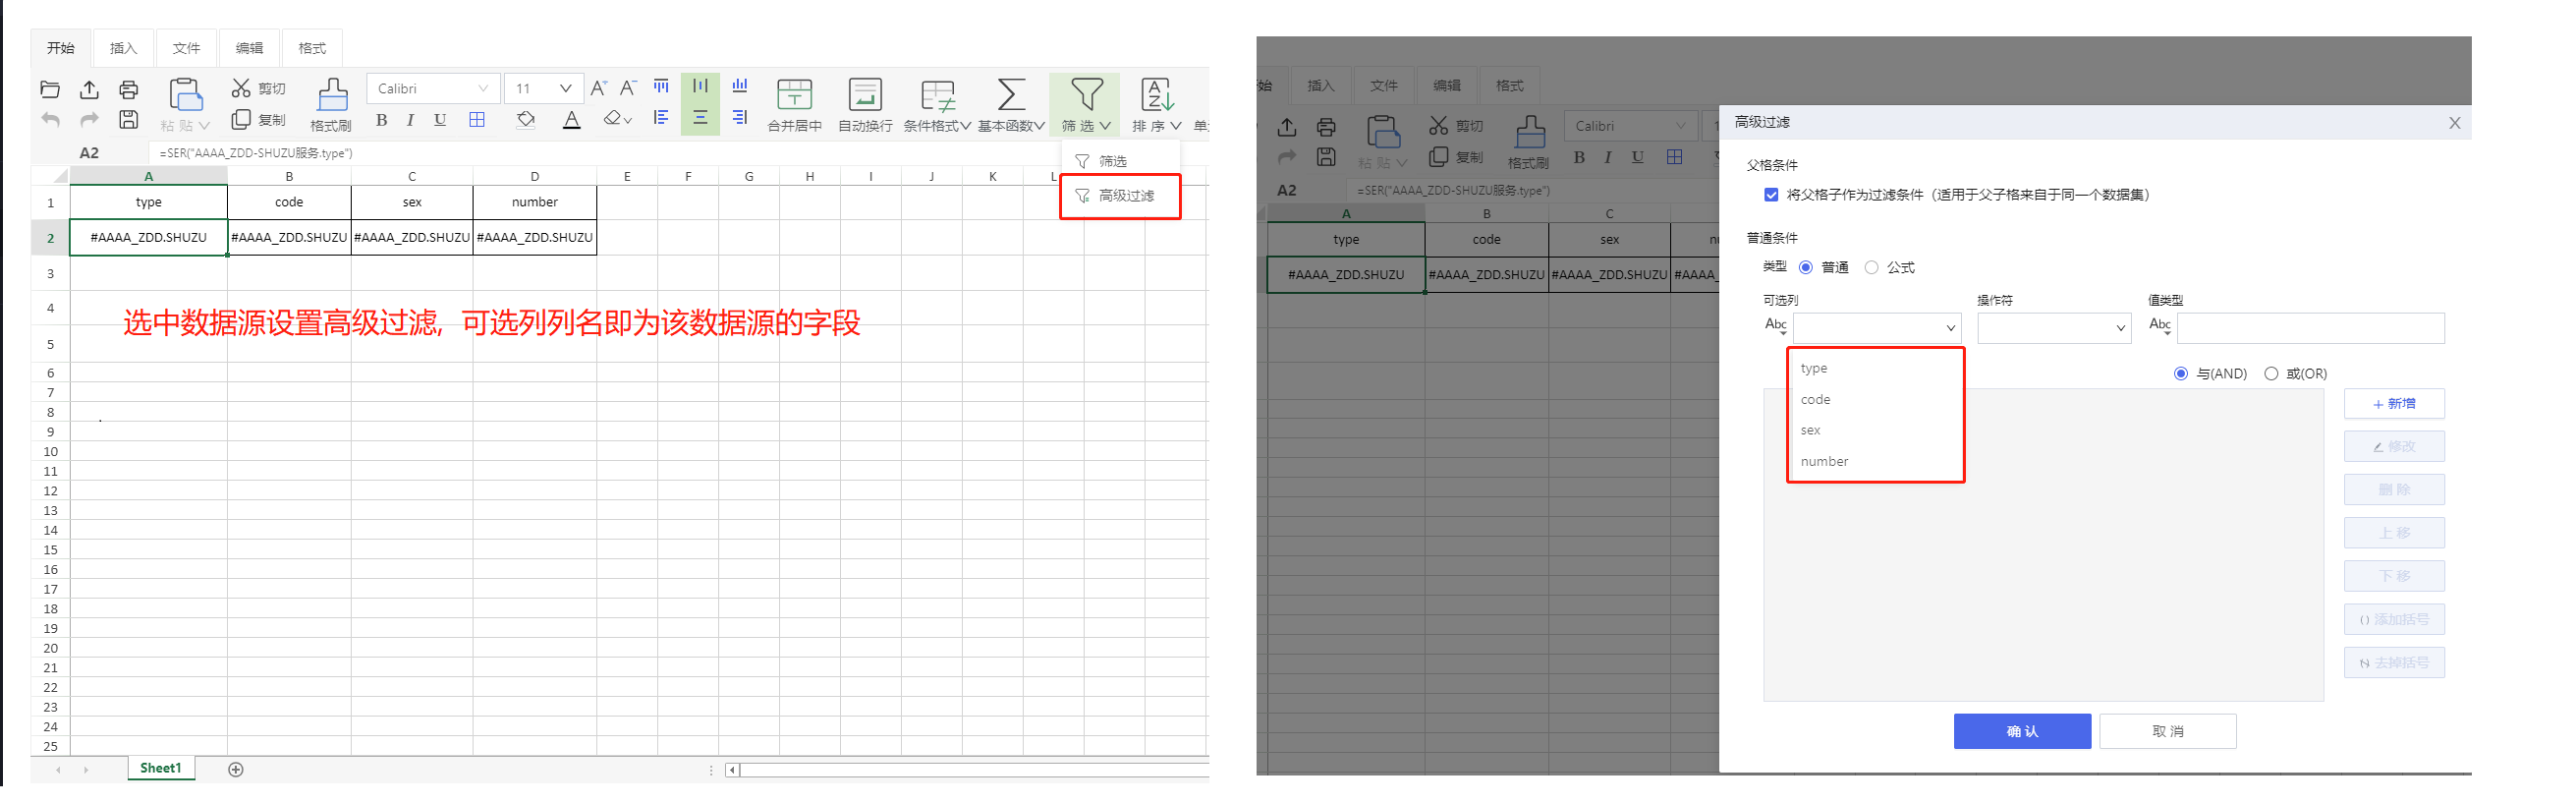 开始 插入 文件 编辑 格式
剪切 Calibri 11
粘贴 复制 格式刷 B I U A 合并居中 自动换行 条件格式 基本函数 筛选 排序
A2 =SER("AAAA_ZDD-SHUZU服务.type")
筛选
高级过滤
A B C D E F G H I J K L
1 type code sex number
2 #AAAA_ZDD.SHUZU #AAAA_ZDD.SHUZU #AAAA_ZDD.SHUZU #AAAA_ZDD.SHUZU
3
4
选中数据源设置高级过滤，可选列列名即为该数据源的字段
5
6
7
8
9
10
11
12
13
14
15
16
17
18
19
20
21
22
23
24
25
Sheet1
始 插入 文件 编辑 格式
剪切 Calibri
粘贴 复制 格式刷 B I U
A2 =SER("AAAA_ZDD-SHUZU服务.type")
A B C
type code sex
#AAAA_ZDD.SHUZU #AAAA_ZDD.SHUZU #AAAA_ZDD.SHUZU #AAAA_
高级过滤 X
父格条件
将父格子作为过滤条件（适用于父子格来自于同一个数据集）
普通条件
类型 普通 公式
可选列 操作符 值类型
Abc Abc
type
code
sex
number
与(AND) 或(OR)
+ 新增
修改
删除
上移
下移
() 添加括号
去掉括号
确认 取消